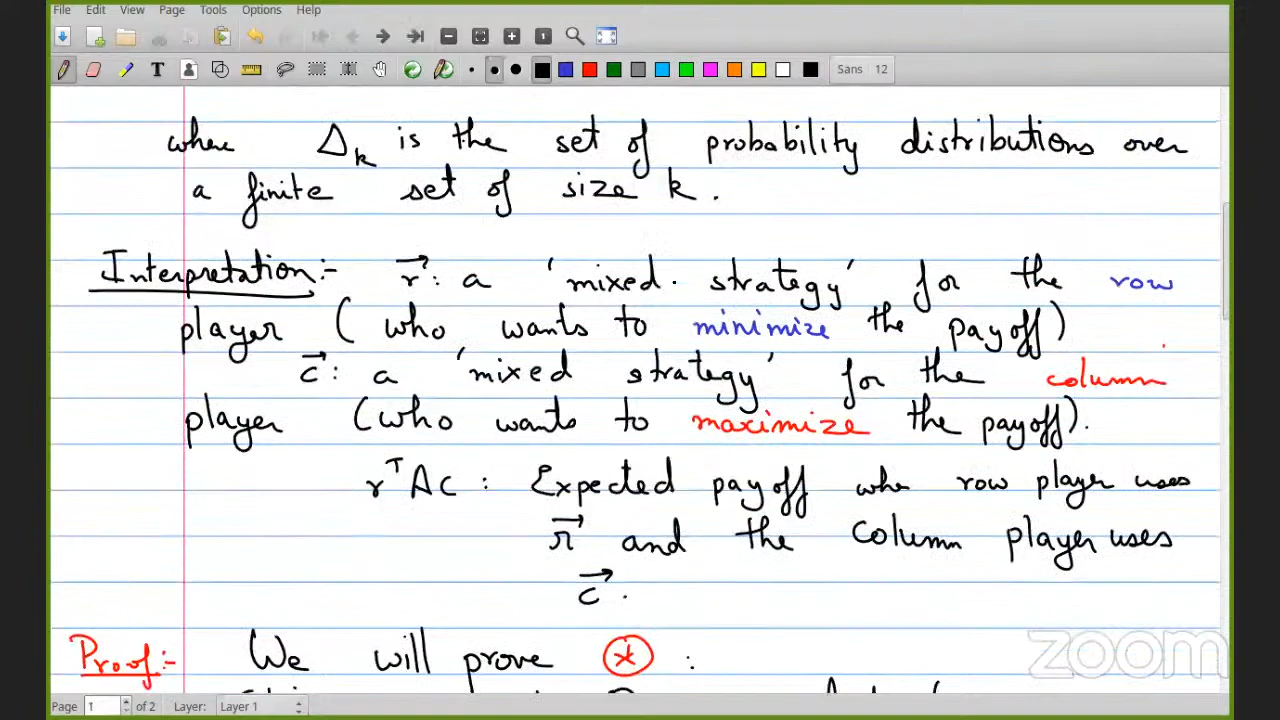 File Edit View Page Tools Options Help
Sans 12
where Δk is the set of probability distributions over
a finite set of size k.
Interpretation:- r⃗: a 'mixed strategy' for the row
player (who wants to minimize the payoff)
c⃗: a 'mixed strategy' for the column
player (who wants to maximize the payoff).
rᵀAc : Expected payoff when row player uses
r⃗ and the column player uses
c⃗.
Proof:- We will prove ⊛ :
zoom
Page 1 of 2 Layer: Layer 1